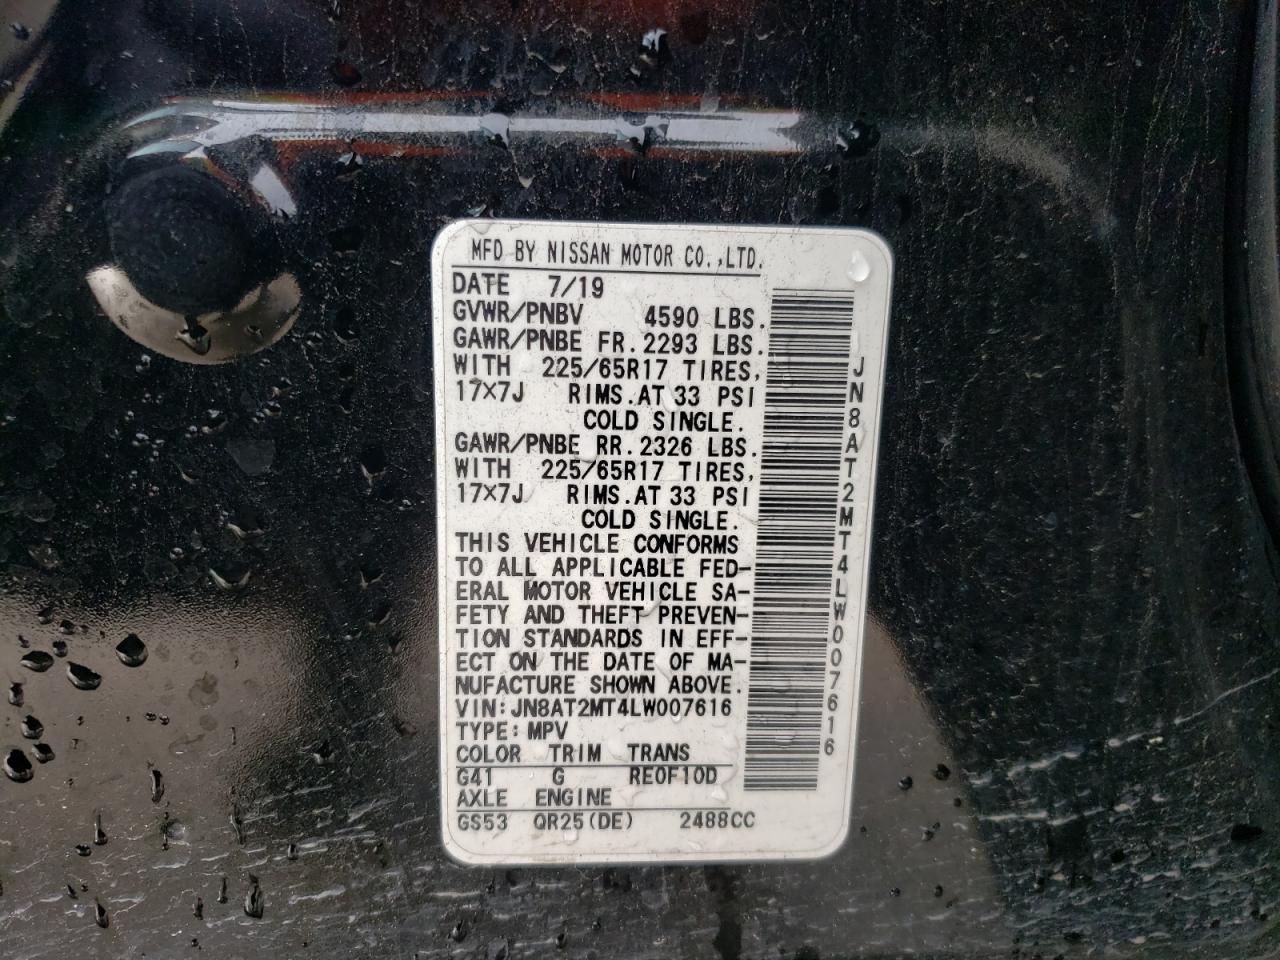 MFD BY NISSAN MOTOR CO.,LTD.
DATE 7/19
GVWR/PNBV 4590 LBS.
GAWR/PNBE FR.2293 LBS.
WITH 225/65R17 TIRES,
17×7J RIMS.AT 33 PSI
COLD SINGLE.
GAWR/PNBE RR.2326 LBS.
WITH 225/65R17 TIRES,
17×7J RIMS.AT 33 PSI
COLD SINGLE.
THIS VEHICLE CONFORMS
TO ALL APPLICABLE FED-
ERAL MOTOR VEHICLE SA-
FETY AND THEFT PREVEN-
TION STANDARDS IN EFF-
ECT ON THE DATE OF MA-
NUFACTURE SHOWN ABOVE.
VIN:JN8AT2MT4LW007616
TYPE:MPV
COLOR TRIM TRANS
G41 G RE0F10D
AXLE ENGINE
GS53 QR25(DE) 2488CC
JN8AT2MT4LW007616